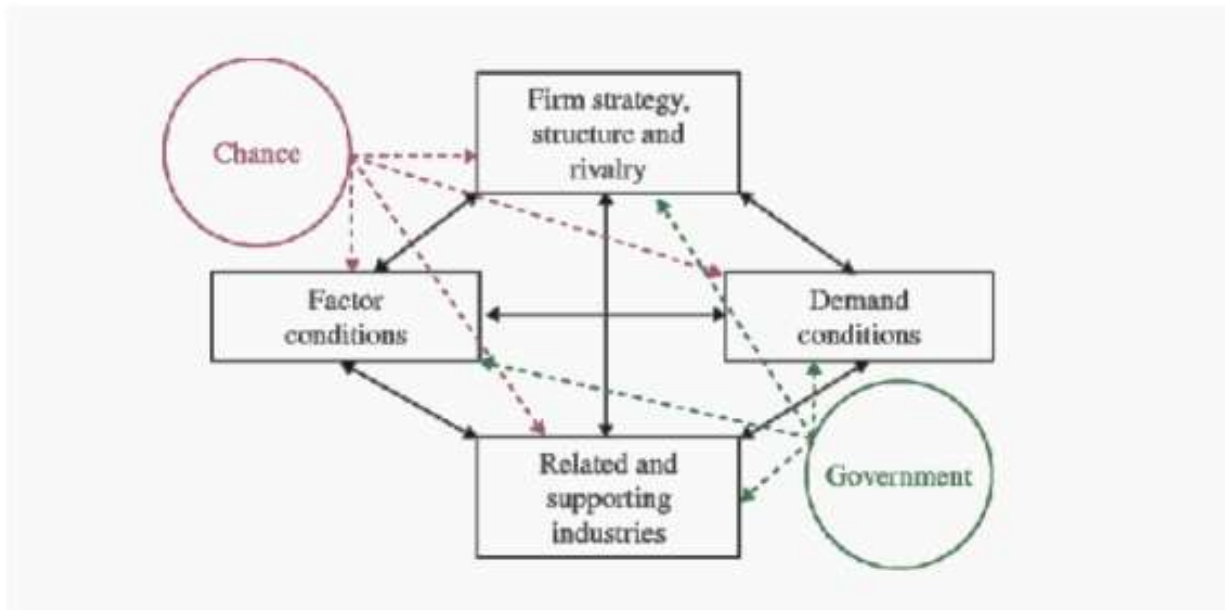 Firm strategy,
structure and
rivalry
Chance
Factor
conditions
Demand
conditions
Related and
supporting
industries
Government